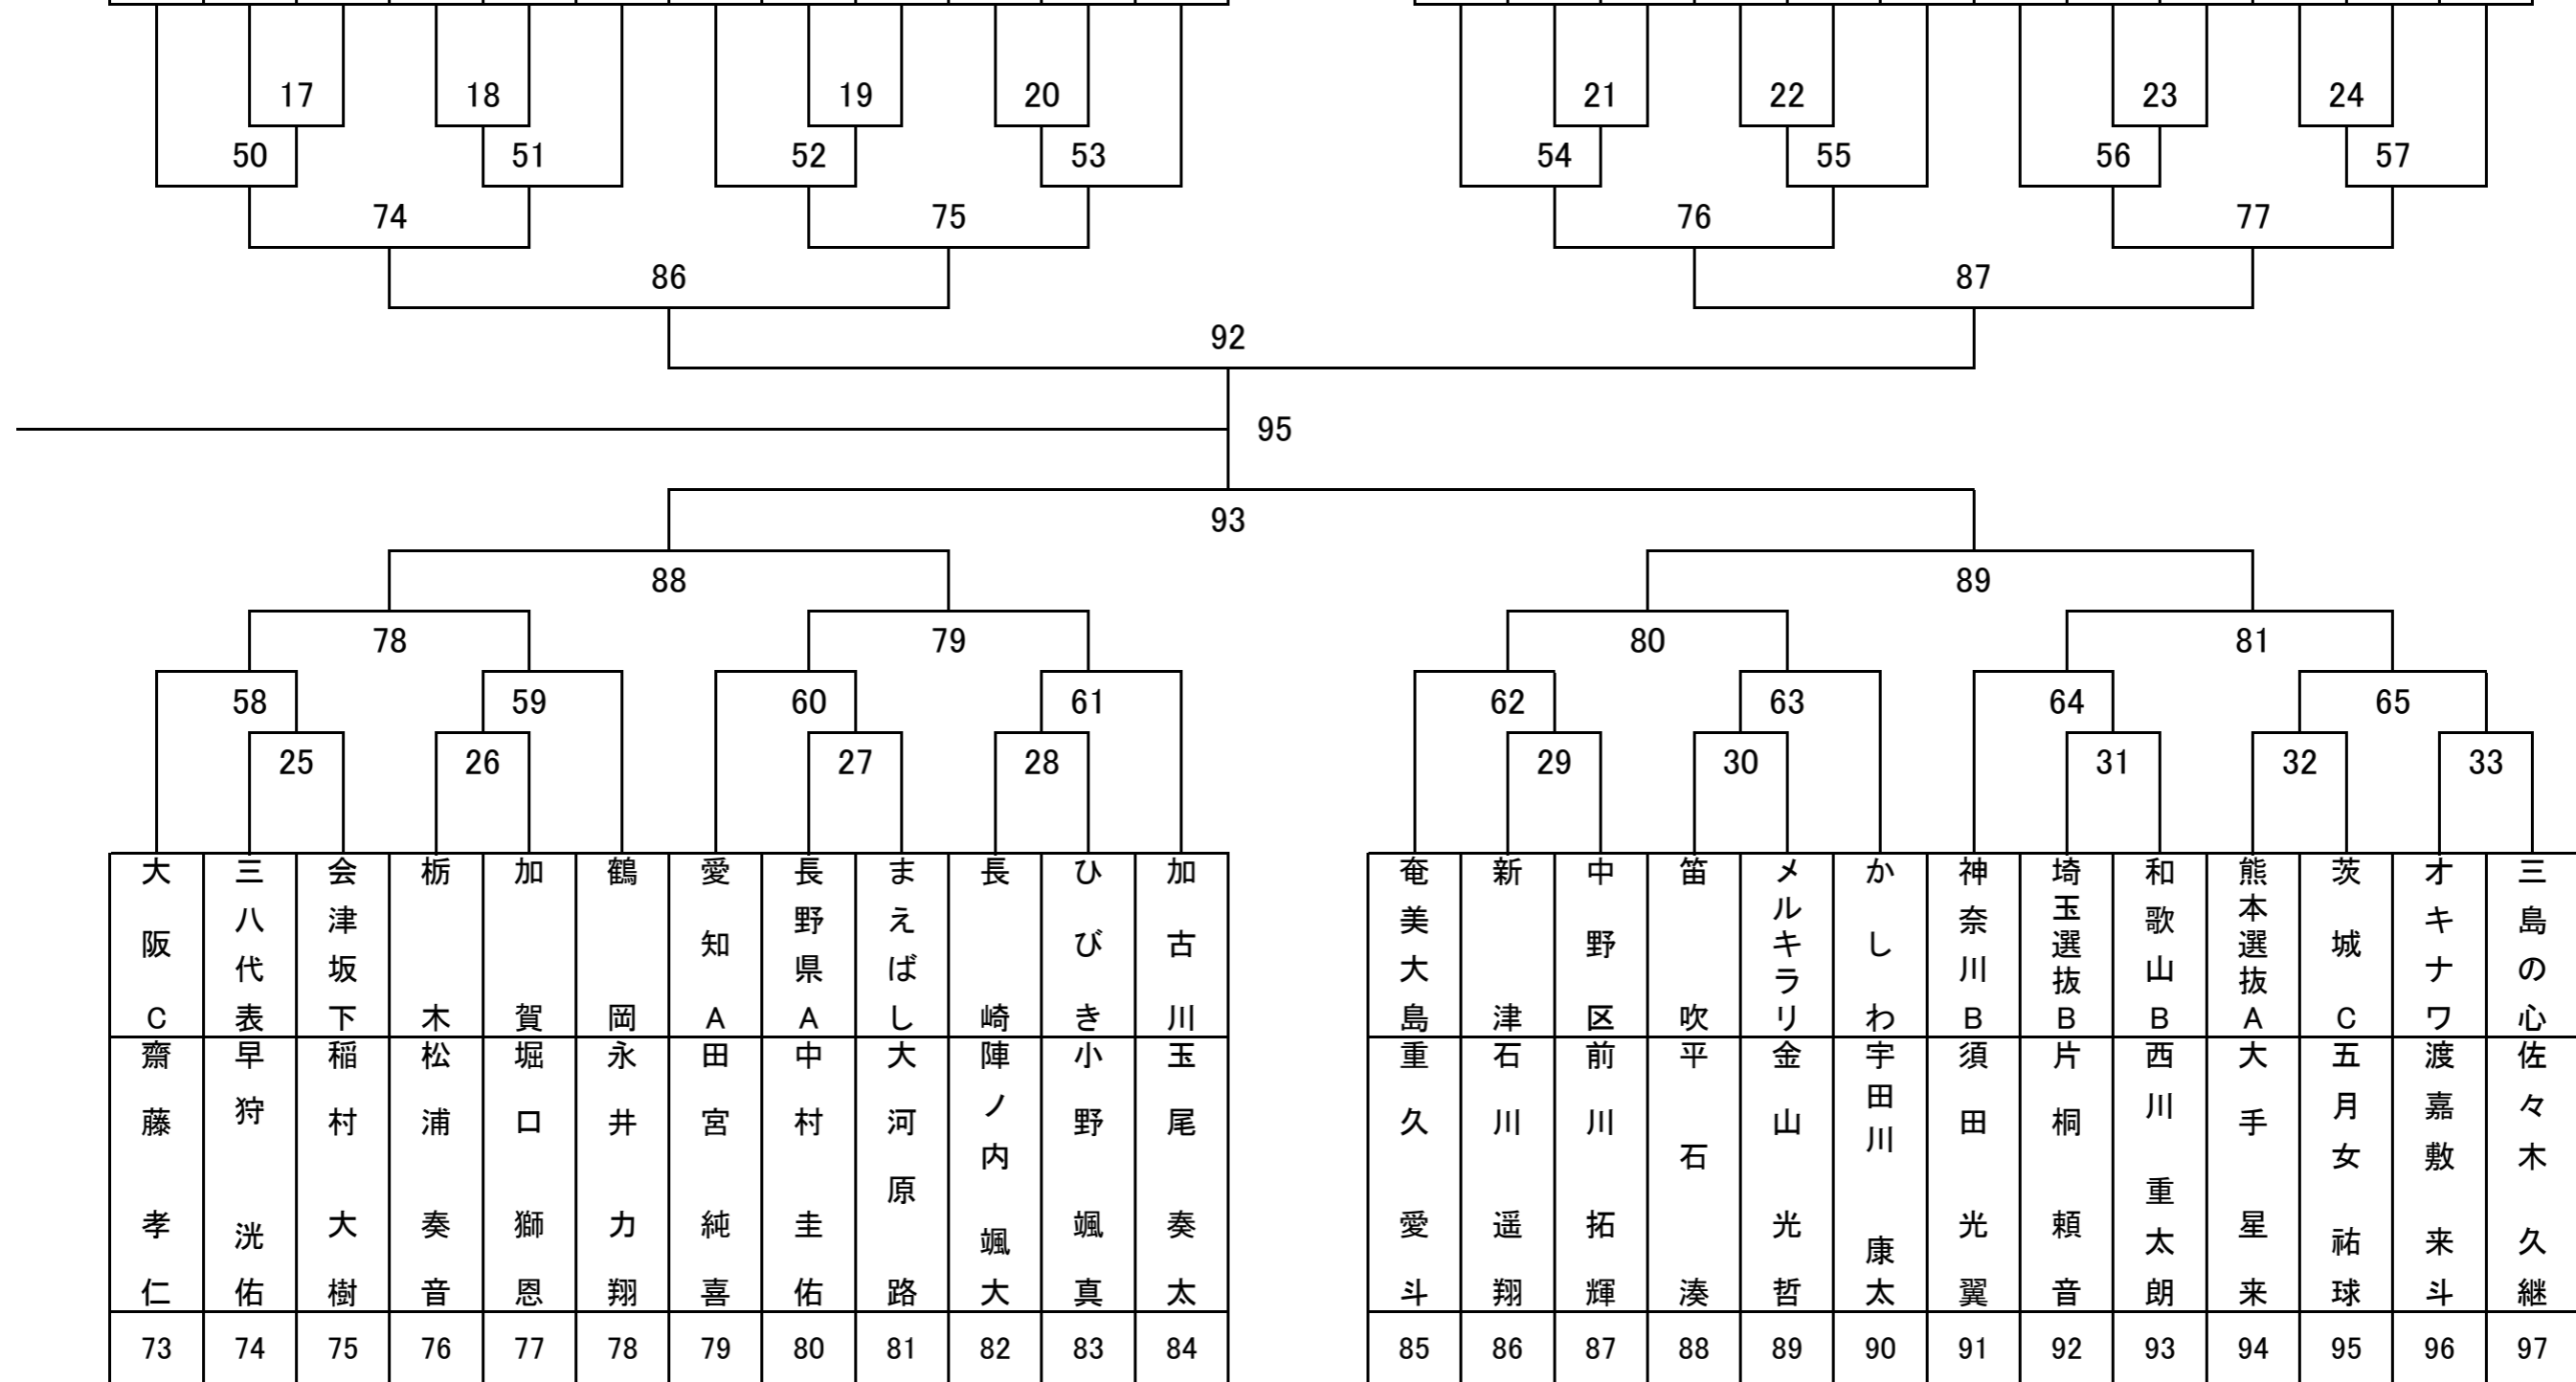 17 18 19 20 21 22 23 24
50 51 52 53 54 55 56 57
74 75 76 77
86 87
92
95
93
88 89
78 79 80 81
58 59 60 61 62 63 64 65
25 26 27 28 29 30 31 32 33
大阪C
三八代表
会津坂下
栃木
加賀
鶴岡
愛知A
長野県A
まえばし
長崎
ひびき
加古川
奄美大島
新津
中野区
笛吹
メルキラリ
かしわ
神奈川B
埼玉選抜B
和歌山B
熊本選抜A
茨城C
オキナワ
三島の心
齋藤孝仁
早狩洸佑
稲村大樹
松浦奏音
堀口獅恩
永井力翔
田宮純喜
中村圭佑
大河原路
陣ノ内颯大
小野颯真
玉尾奏太
重久愛斗
石川遥翔
前川拓輝
平石湊
金山光哲
宇田川康太
須田光翼
片桐頼音
西川重太朗
大手星来
五月女祐球
渡嘉敷来斗
佐々木久継
73 74 75 76 77 78 79 80 81 82 83 84 85 86 87 88 89 90 91 92 93 94 95 96 97